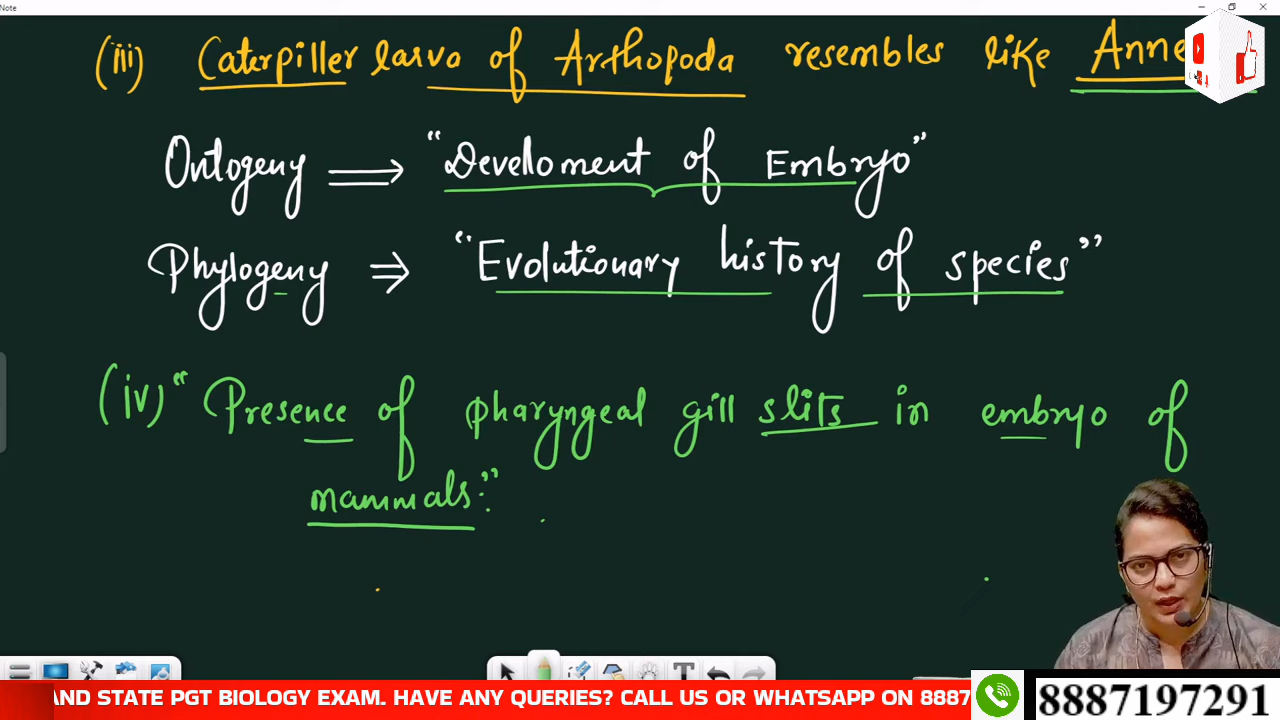 Note
(iii) Caterpiller larva of Arthopoda resembles like Anne
Ontogeny ⟹ "Develloment of Embryo"
Phylogeny ⇒ "Evolutionary history of species"
(iv) "Presence of pharyngeal gill slits in embryo of
mammals."
AND STATE PGT BIOLOGY EXAM. HAVE ANY QUERIES? CALL US OR WHATSAPP ON 8887
8887197291